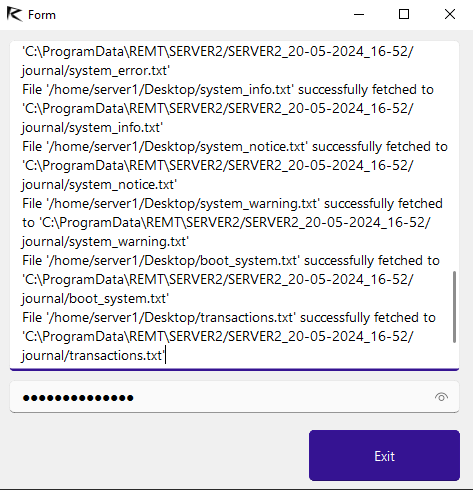 Form
'C:\ProgramData\REMT\SERVER2/SERVER2_20-05-2024_16-52/
journal/system_error.txt'
File '/home/server1/Desktop/system_info.txt' successfully fetched to
'C:\ProgramData\REMT\SERVER2/SERVER2_20-05-2024_16-52/
journal/system_info.txt'
File '/home/server1/Desktop/system_notice.txt' successfully fetched to
'C:\ProgramData\REMT\SERVER2/SERVER2_20-05-2024_16-52/
journal/system_notice.txt'
File '/home/server1/Desktop/system_warning.txt' successfully fetched
to 'C:\ProgramData\REMT\SERVER2/SERVER2_20-05-2024_16-52/
journal/system_warning.txt'
File '/home/server1/Desktop/boot_system.txt' successfully fetched to
'C:\ProgramData\REMT\SERVER2/SERVER2_20-05-2024_16-52/
journal/boot_system.txt'
File '/home/server1/Desktop/transactions.txt' successfully fetched to
'C:\ProgramData\REMT\SERVER2/SERVER2_20-05-2024_16-52/
journal/transactions.txt'
●●●●●●●●●●●●●●
Exit